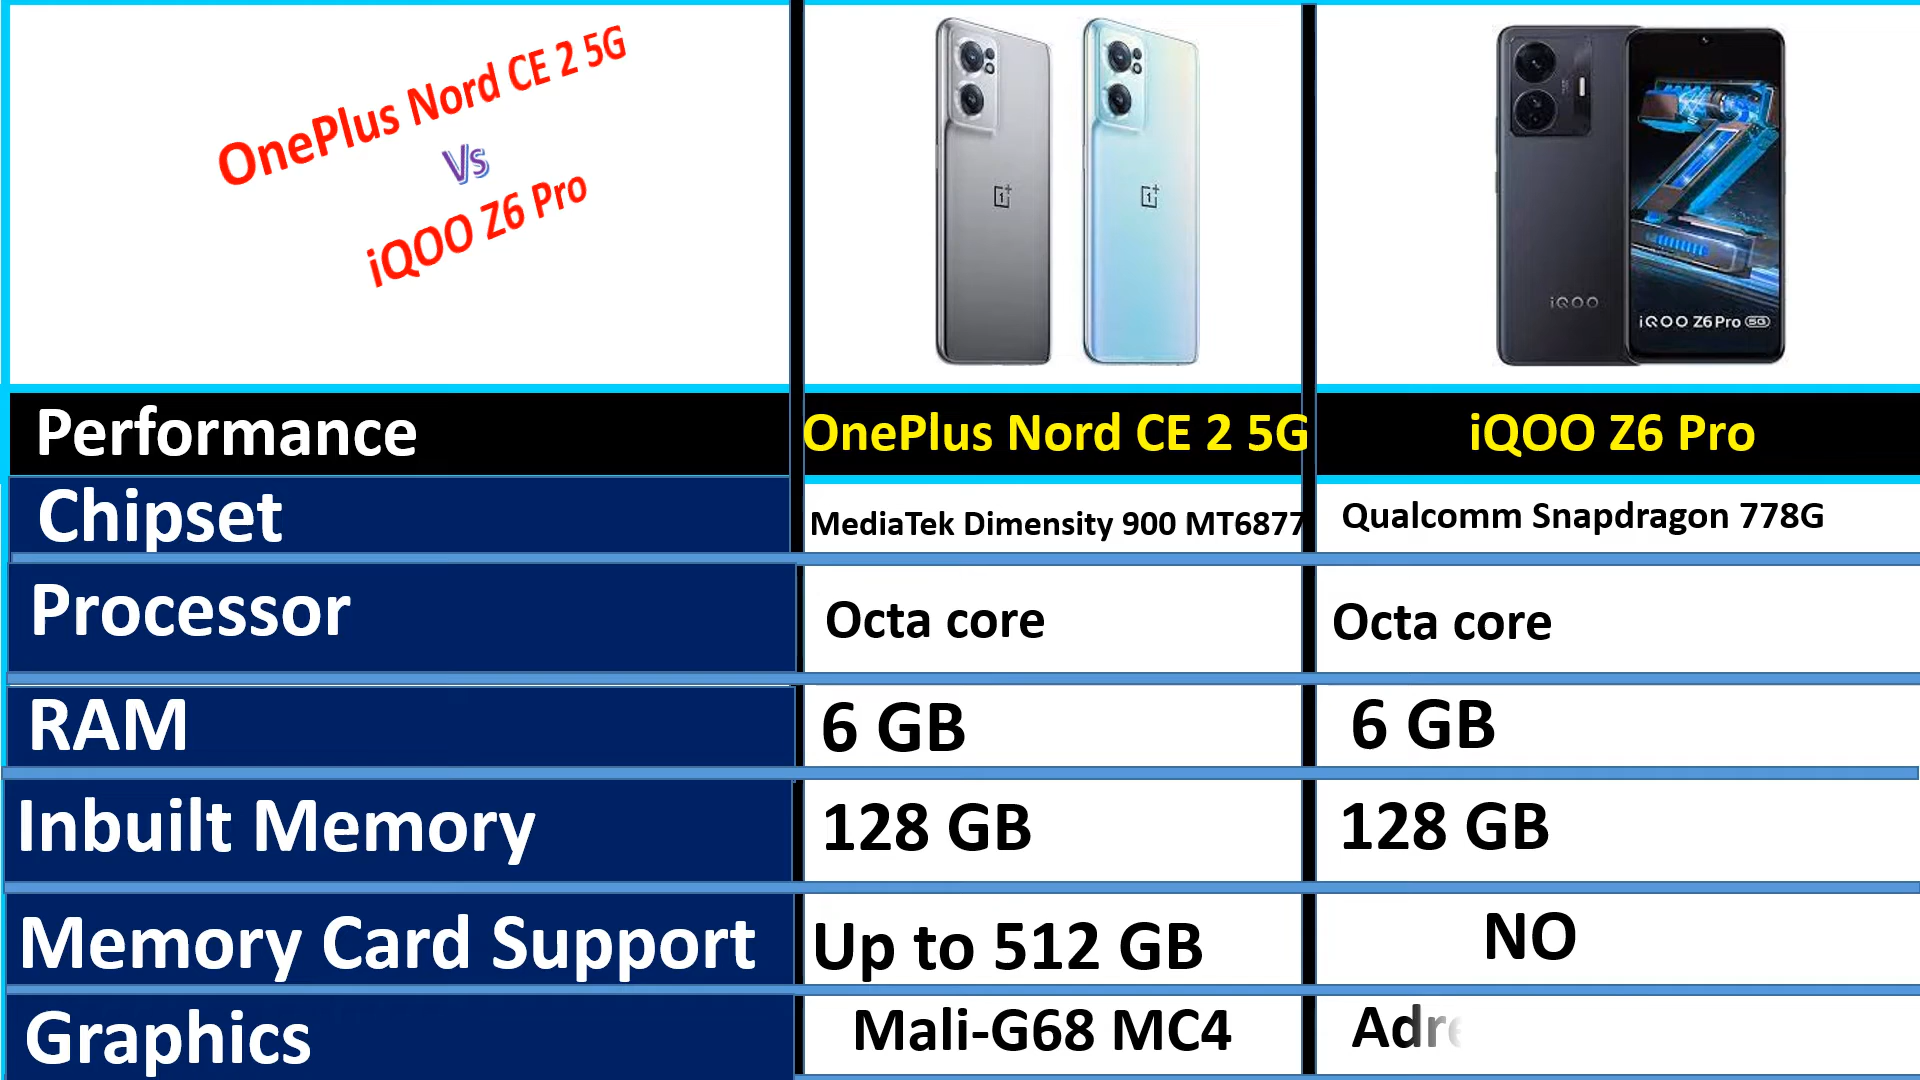 OnePlus Nord CE 2 5G
Vs
iQOO Z6 Pro
iQOO
iQOO Z6 Pro 5G
Performance
OnePlus Nord CE 2 5G
iQOO Z6 Pro
Chipset
MediaTek Dimensity 900 MT6877
Qualcomm Snapdragon 778G
Processor
Octa core
Octa core
RAM
6 GB
6 GB
Inbuilt Memory
128 GB
128 GB
Memory Card Support
Up to 512 GB
NO
Graphics
Mali-G68 MC4
Adre